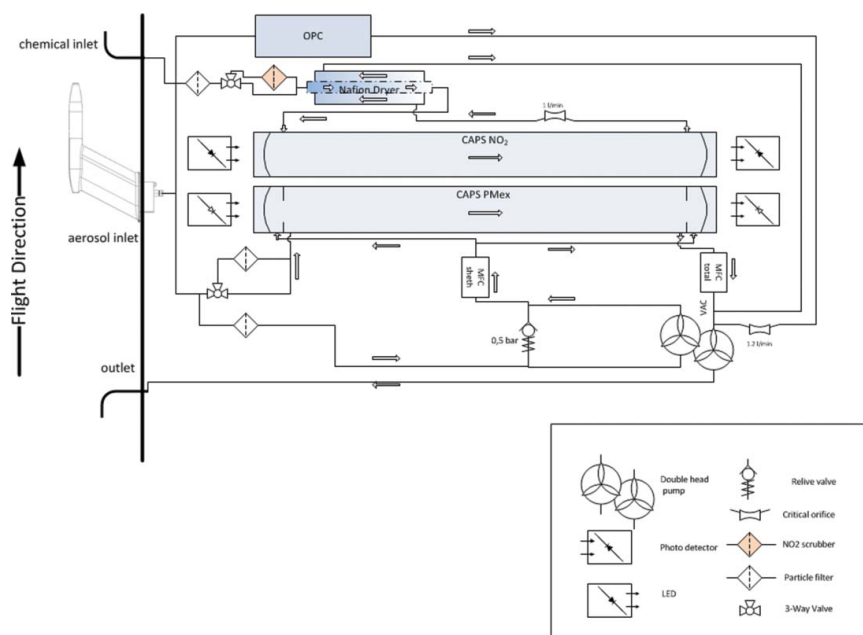 OPC
chemical inlet
Nafion Dryer
1 l/min
CAPS NO2
CAPS PMex
aerosol inlet
Flight Direction
MFC
sheth
MFC
total
VAC
0,5 bar
1.2 l/min
outlet
Double head
pump
Relive valve
Critical orifice
Photo detector
NO2 scrubber
Particle filter
LED
3-Way Valve